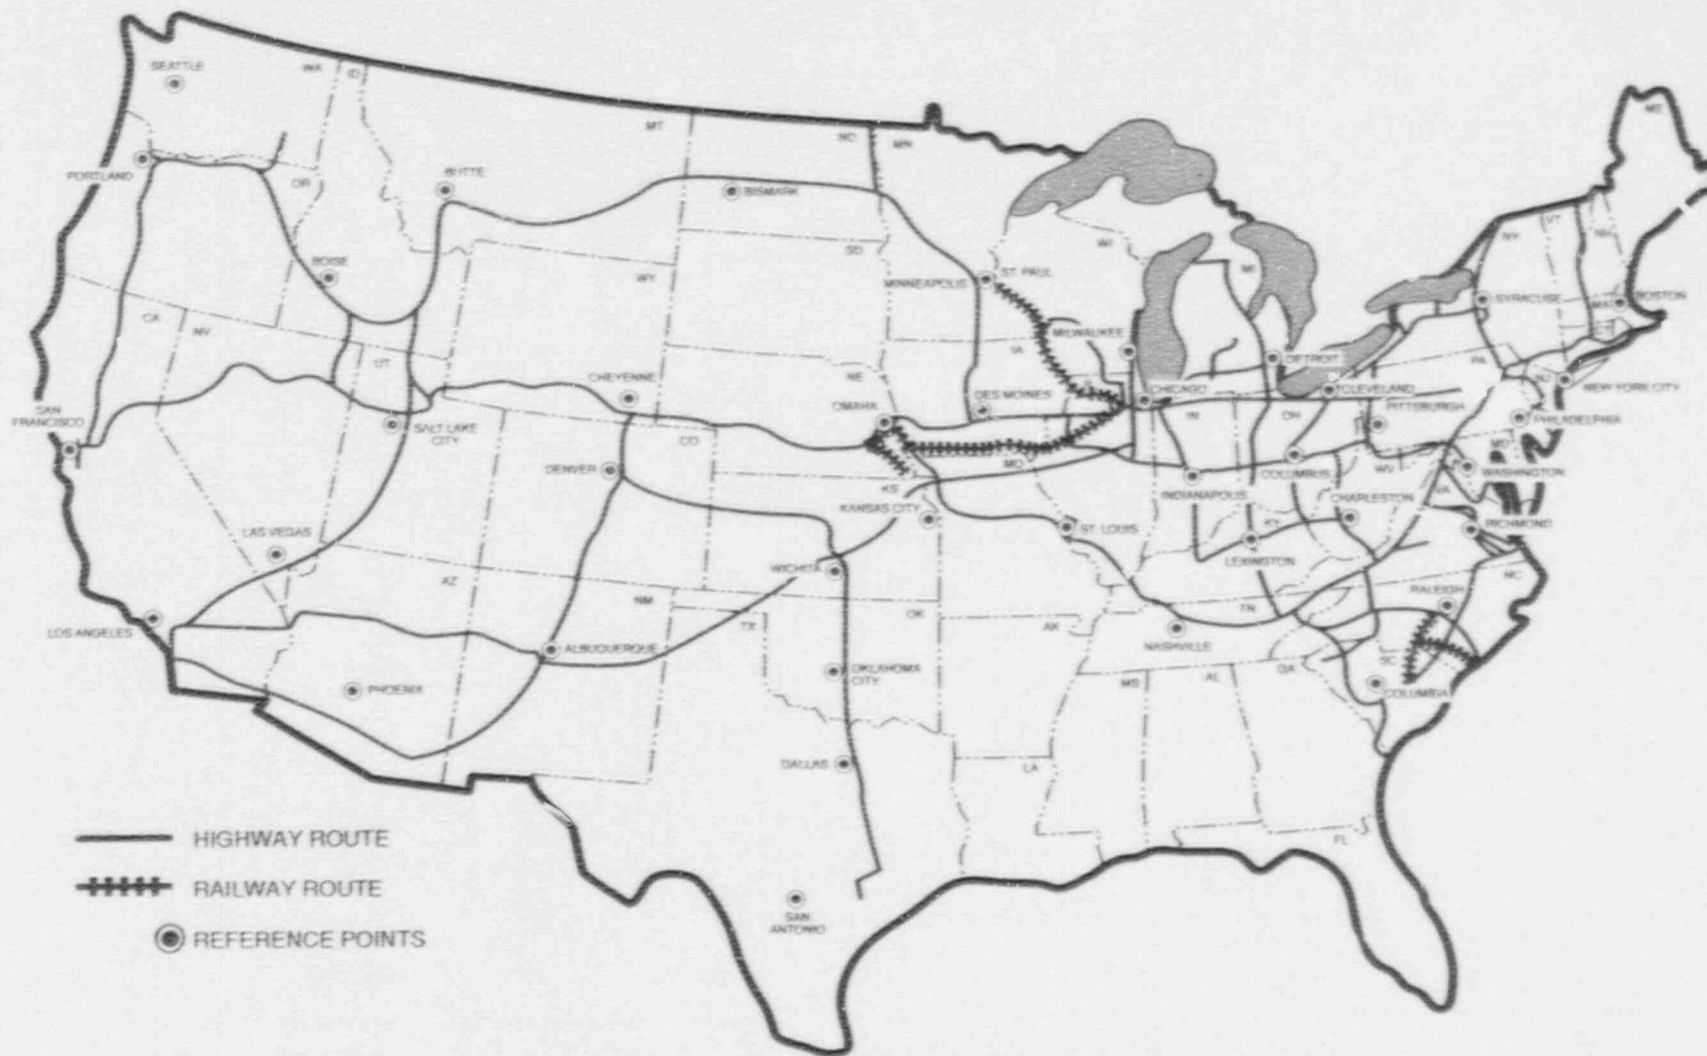 SEATTLE
WA
ID
MT
ND
MN
ME
PORTLAND
OR
BUTTE
BISMARK
WI
MI
NY
VT
NH
BOISE
WY
SD
MINNEAPOLIS
ST. PAUL
SYRACUSE
MA
BOSTON
CT
CA
NV
UT
CHEYENNE
NE
IA
MILWAUKEE
DETROIT
PA
NJ
NEW YORK CITY
SAN
FRANCISCO
SALT LAKE
CITY
OMAHA
DES MOINES
CHICAGO
IN
OH
CLEVELAND
PITTSBURGH
PHILADELPHIA
DENVER
CO
MO
KS
KANSAS CITY
ST. LOUIS
INDIANAPOLIS
COLUMBUS
WV
MD
WASHINGTON
VA
CHARLESTON
RICHMOND
KY
LEXINGTON
LAS VEGAS
AZ
NM
WICHITA
OK
TX
AK
TN
NASHVILLE
RALEIGH
NC
LOS ANGELES
PHOENIX
ALBUQUERQUE
OKLAHOMA
CITY
MS
AL
GA
SC
COLUMBIA
DALLAS
LA
FL
SAN
ANTONIO
HIGHWAY ROUTE
RAILWAY ROUTE
REFERENCE POINTS